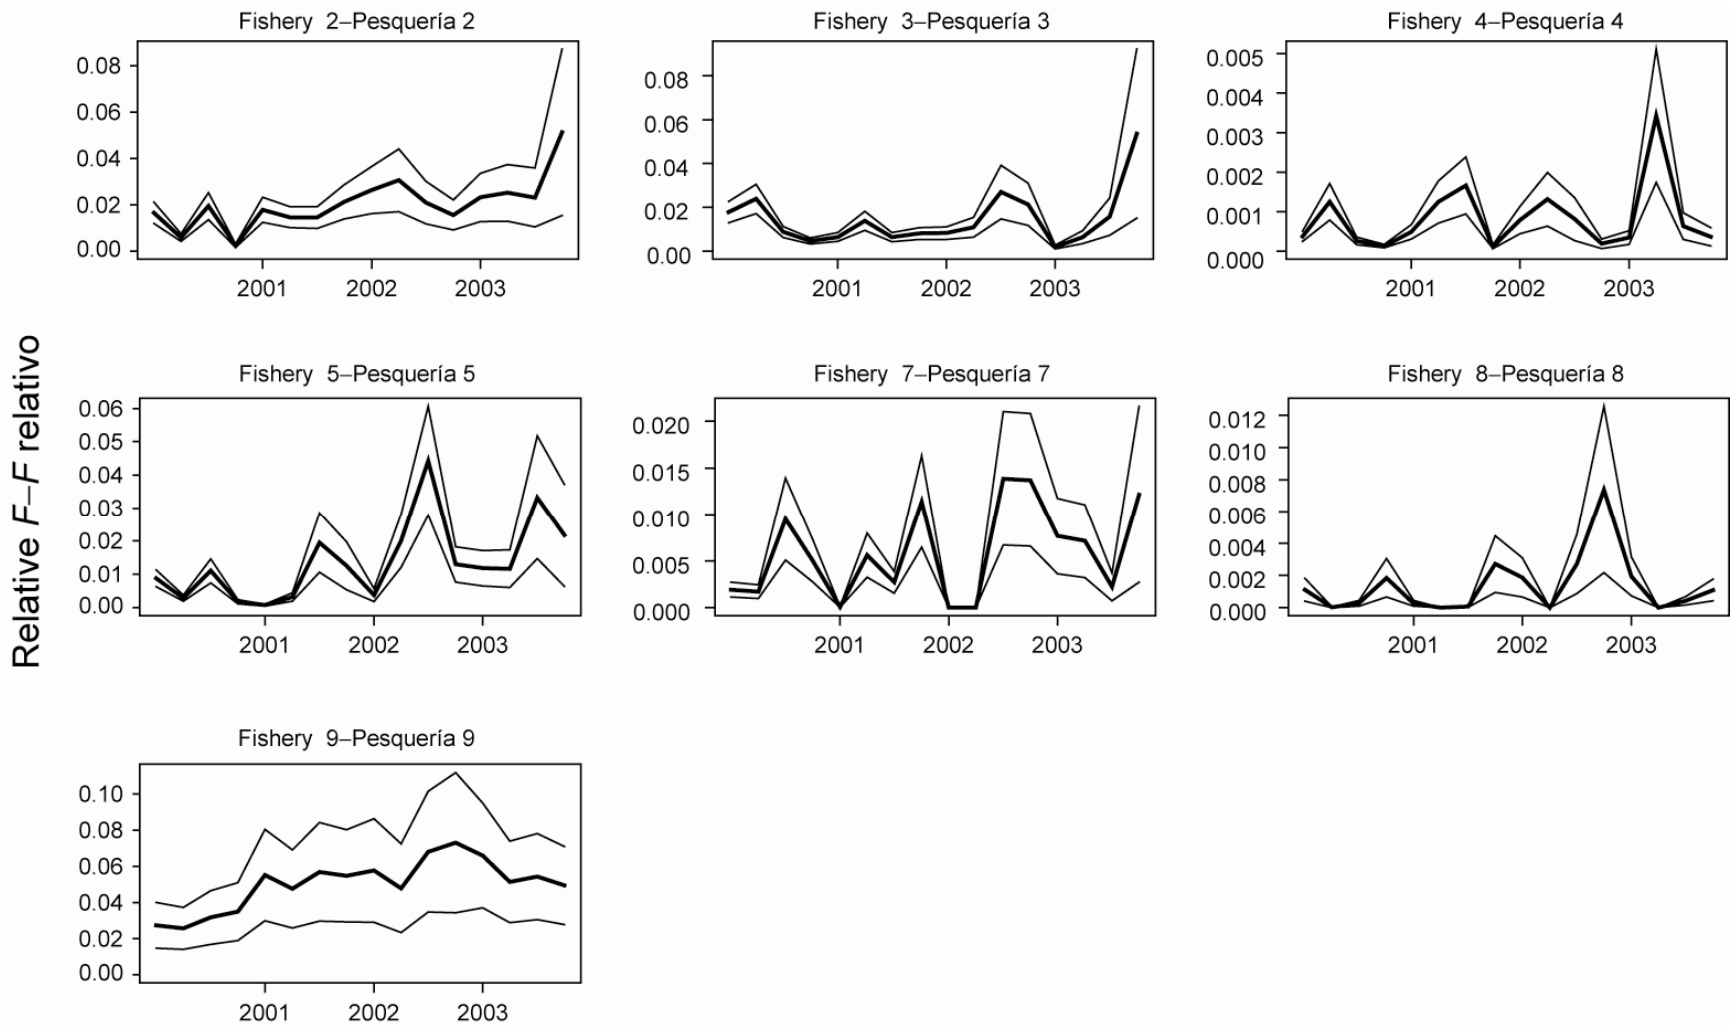 Fishery 2–Pesquería 2
0.08
0.06
0.04
0.02
0.00
2001 2002 2003
Fishery 3–Pesquería 3
0.08
0.06
0.04
0.02
0.00
2001 2002 2003
Fishery 4–Pesquería 4
0.005
0.004
0.003
0.002
0.001
0.000
2001 2002 2003
Relative F–F relativo
Fishery 5–Pesquería 5
0.06
0.05
0.04
0.03
0.02
0.01
0.00
2001 2002 2003
Fishery 7–Pesquería 7
0.020
0.015
0.010
0.005
0.000
2001 2002 2003
Fishery 8–Pesquería 8
0.012
0.010
0.008
0.006
0.004
0.002
0.000
2001 2002 2003
Fishery 9–Pesquería 9
0.10
0.08
0.06
0.04
0.02
0.00
2001 2002 2003